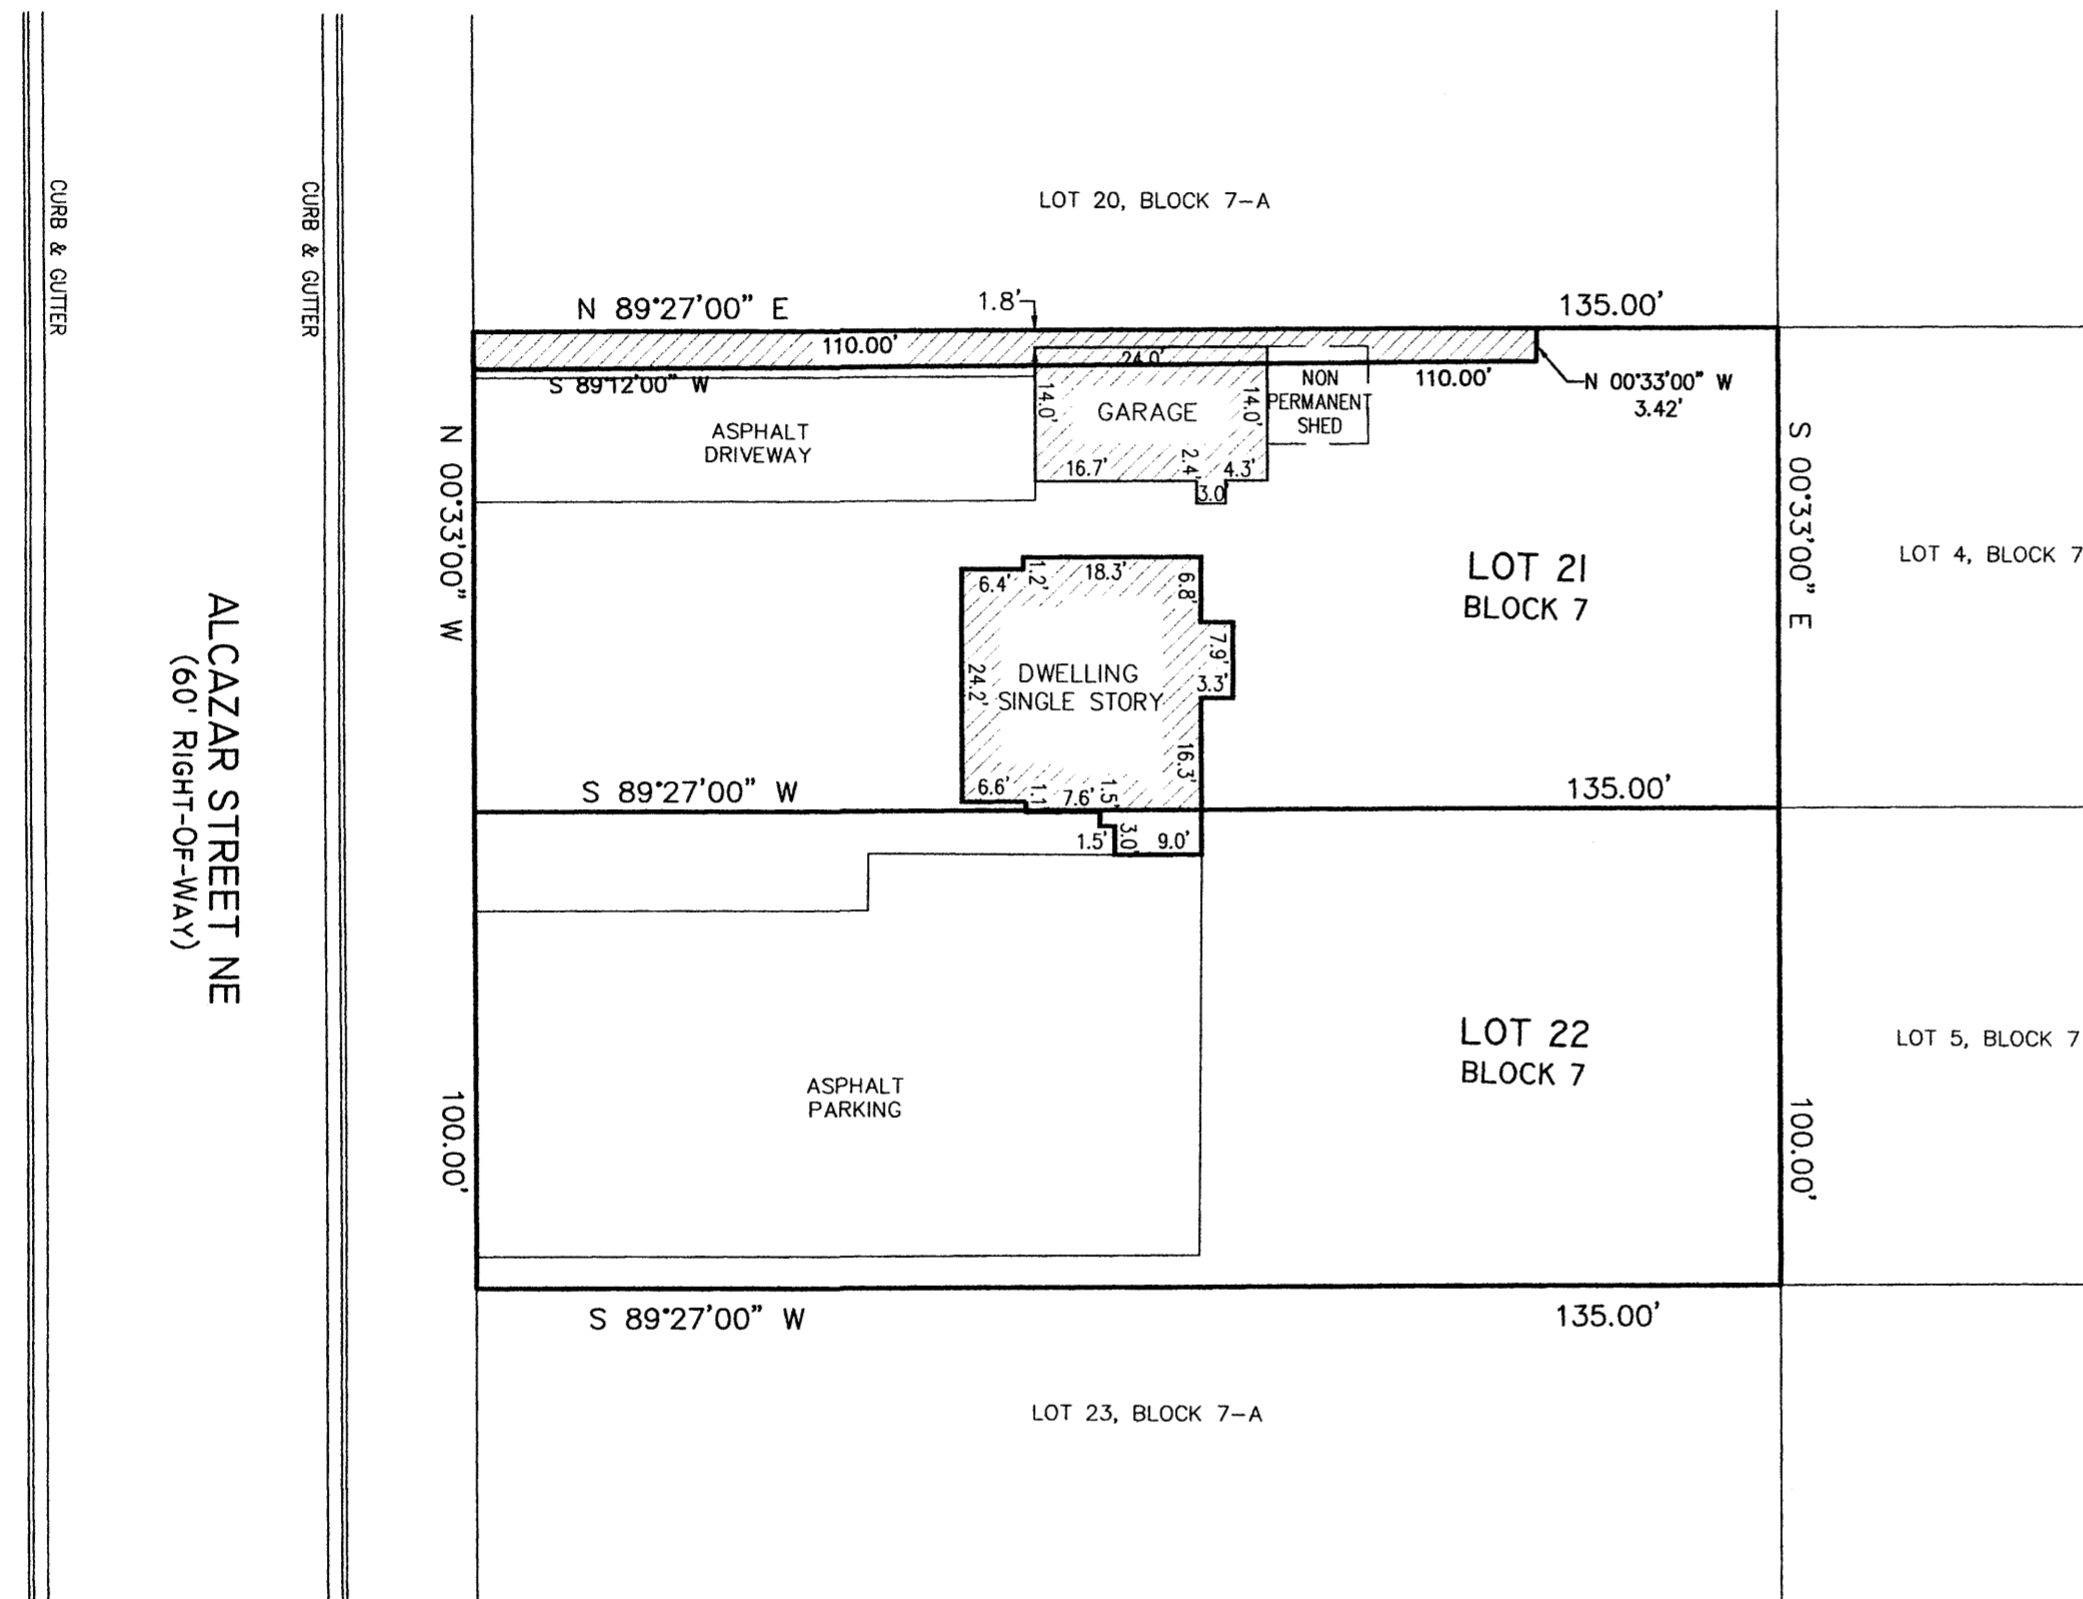 CURB & GUTTER
CURB & GUTTER
ALCAZAR STREET NE
(60' RIGHT-OF-WAY)
LOT 20, BLOCK 7-A
N 89°27'00" E
1.8'
135.00'
110.00'
24.0'
S 89°12'00" W
110.00'
N 00°33'00" W
3.42'
NON
PERMANENT
SHED
14.0'
GARAGE
14.0'
ASPHALT
DRIVEWAY
16.7'
2.4'
4.3'
3.0'
N 00°33'00" W
S 00°33'00" E
LOT 4, BLOCK 7
LOT 21
BLOCK 7
6.4'
1.2'
18.3'
6.8'
7.9'
3.3'
24.2'
DWELLING
SINGLE STORY
16.3'
6.6'
1.1'
7.6'
1.5'
S 89°27'00" W
135.00'
1.5'
3.0'
9.0'
LOT 22
BLOCK 7
LOT 5, BLOCK 7
ASPHALT
PARKING
100.00'
100.00'
S 89°27'00" W
135.00'
LOT 23, BLOCK 7-A